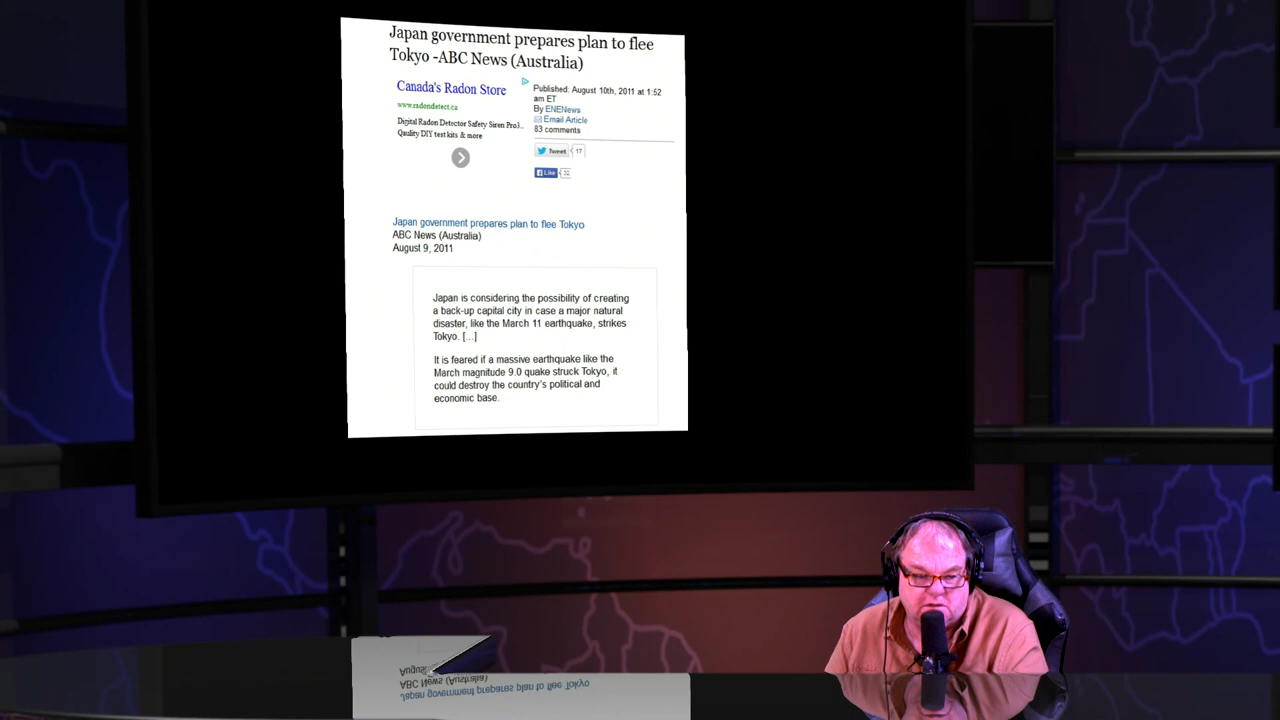 Japan government prepares plan to flee
Tokyo -ABC News (Australia)
Canada's Radon Store
www.radondetect.ca
Digital Radon Detector Safety Siren Pro3..
Qaulity DIY test kits & more
Published: August 10th, 2011 at 1:52
am ET
By ENENews
Email Article
83 comments
Tweet 17
Like 32
Japan government prepares plan to flee Tokyo
ABC News (Australia)
August 9, 2011
Japan is considering the possibility of creating
a back-up capital city in case a major natural
disaster, like the March 11 earthquake, strikes
Tokyo. [...]
It is feared if a massive earthquake like the
March magnitude 9.0 quake struck Tokyo, it
could destroy the country's political and
economic base.